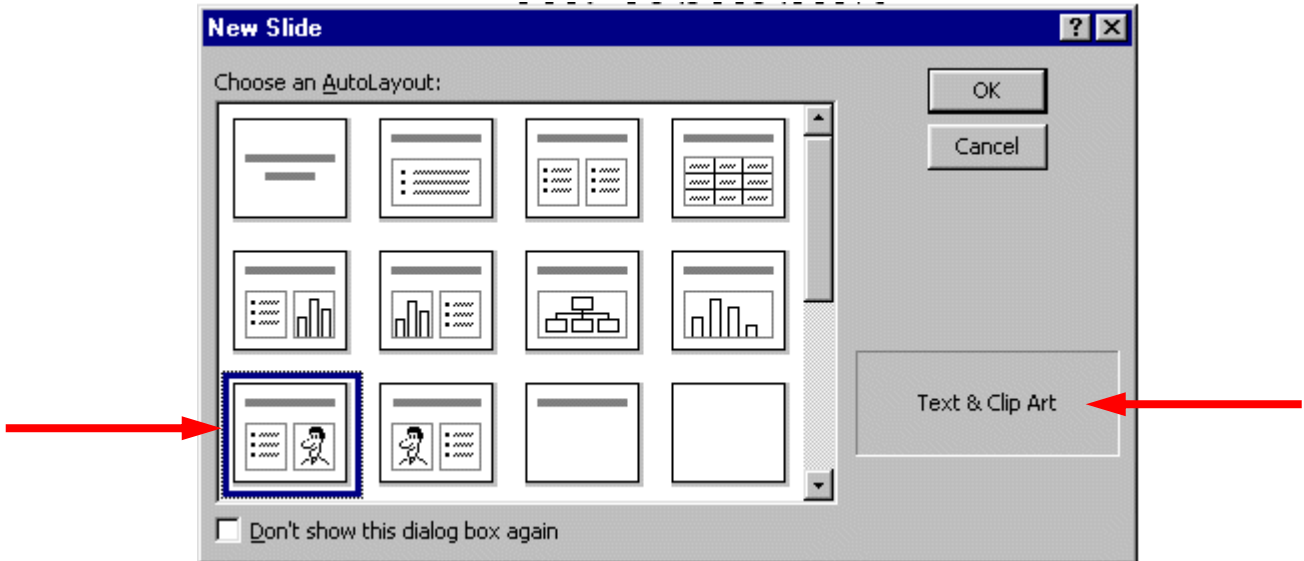 New Slide
Choose an AutoLayout:
OK
Cancel
Text & Clip Art
Don't show this dialog box again